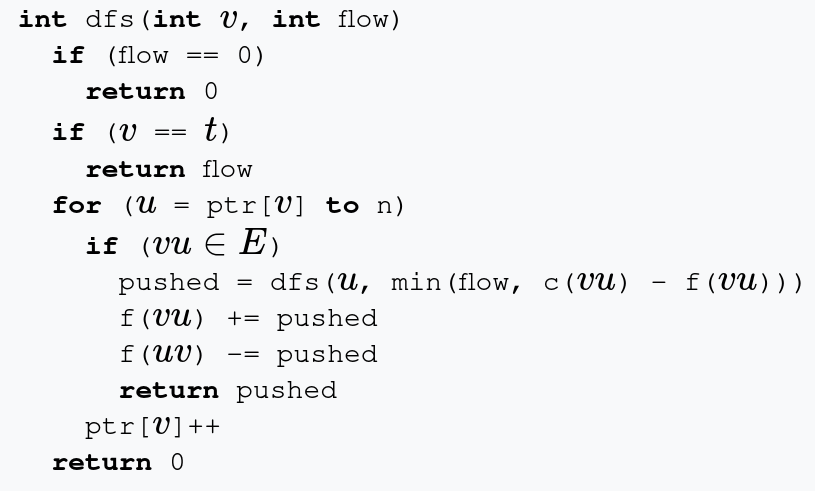 int dfs(int v, int flow)
if (flow == 0)
return 0
if (v == t)
return flow
for (u = ptr[v] to n)
if (vu ∈ E)
pushed = dfs(u, min(flow, c(vu) − f(vu)))
f(vu) += pushed
f(uv) −= pushed
return pushed
ptr[v]++
return 0